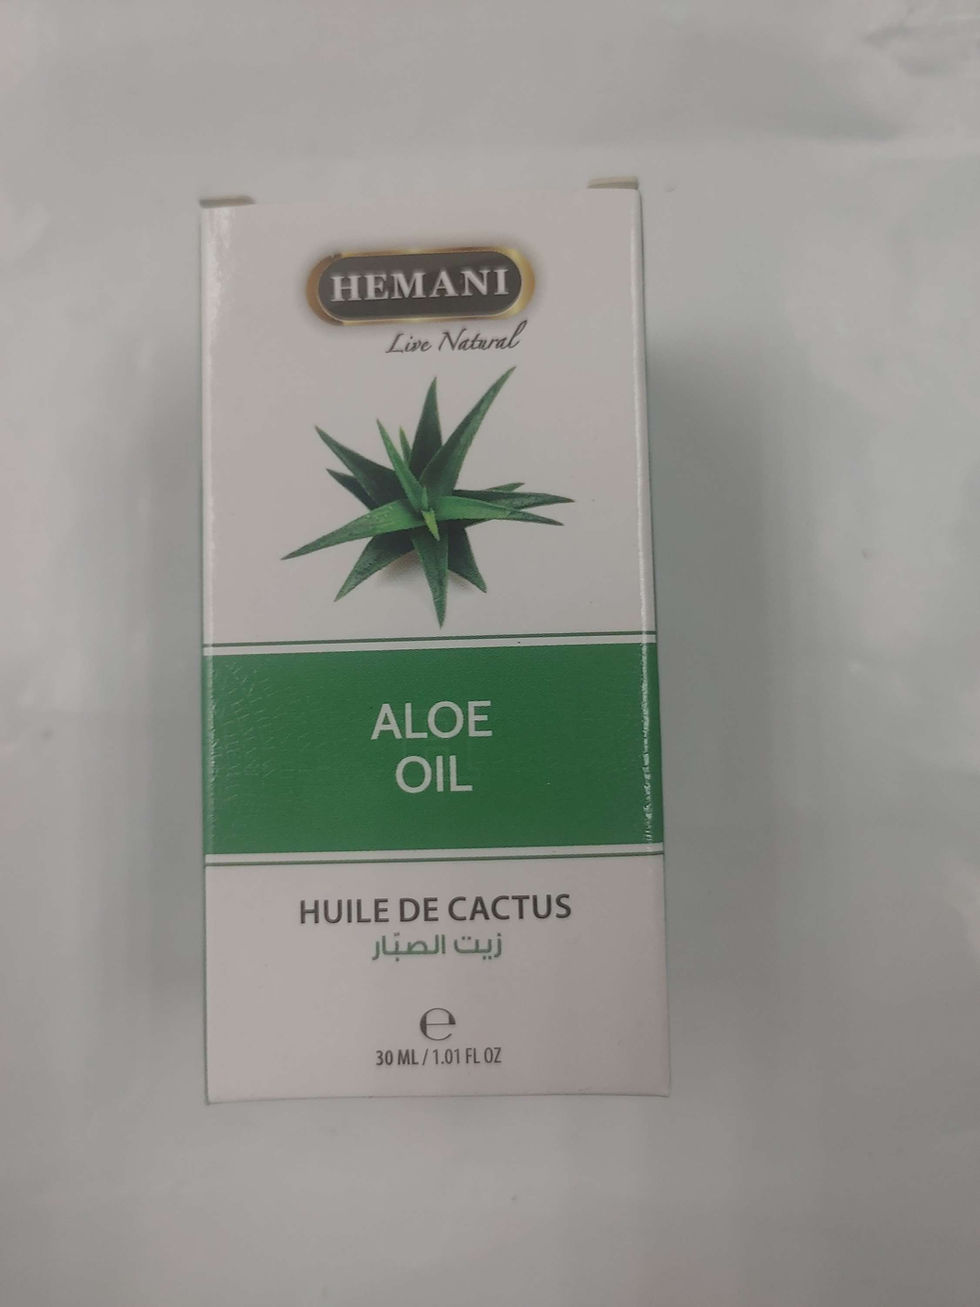 HEMANI
Live Natural
ALOE
OIL
HUILE DE CACTUS
زيت الصبّار
e
30 ML / 1.01 FL OZ